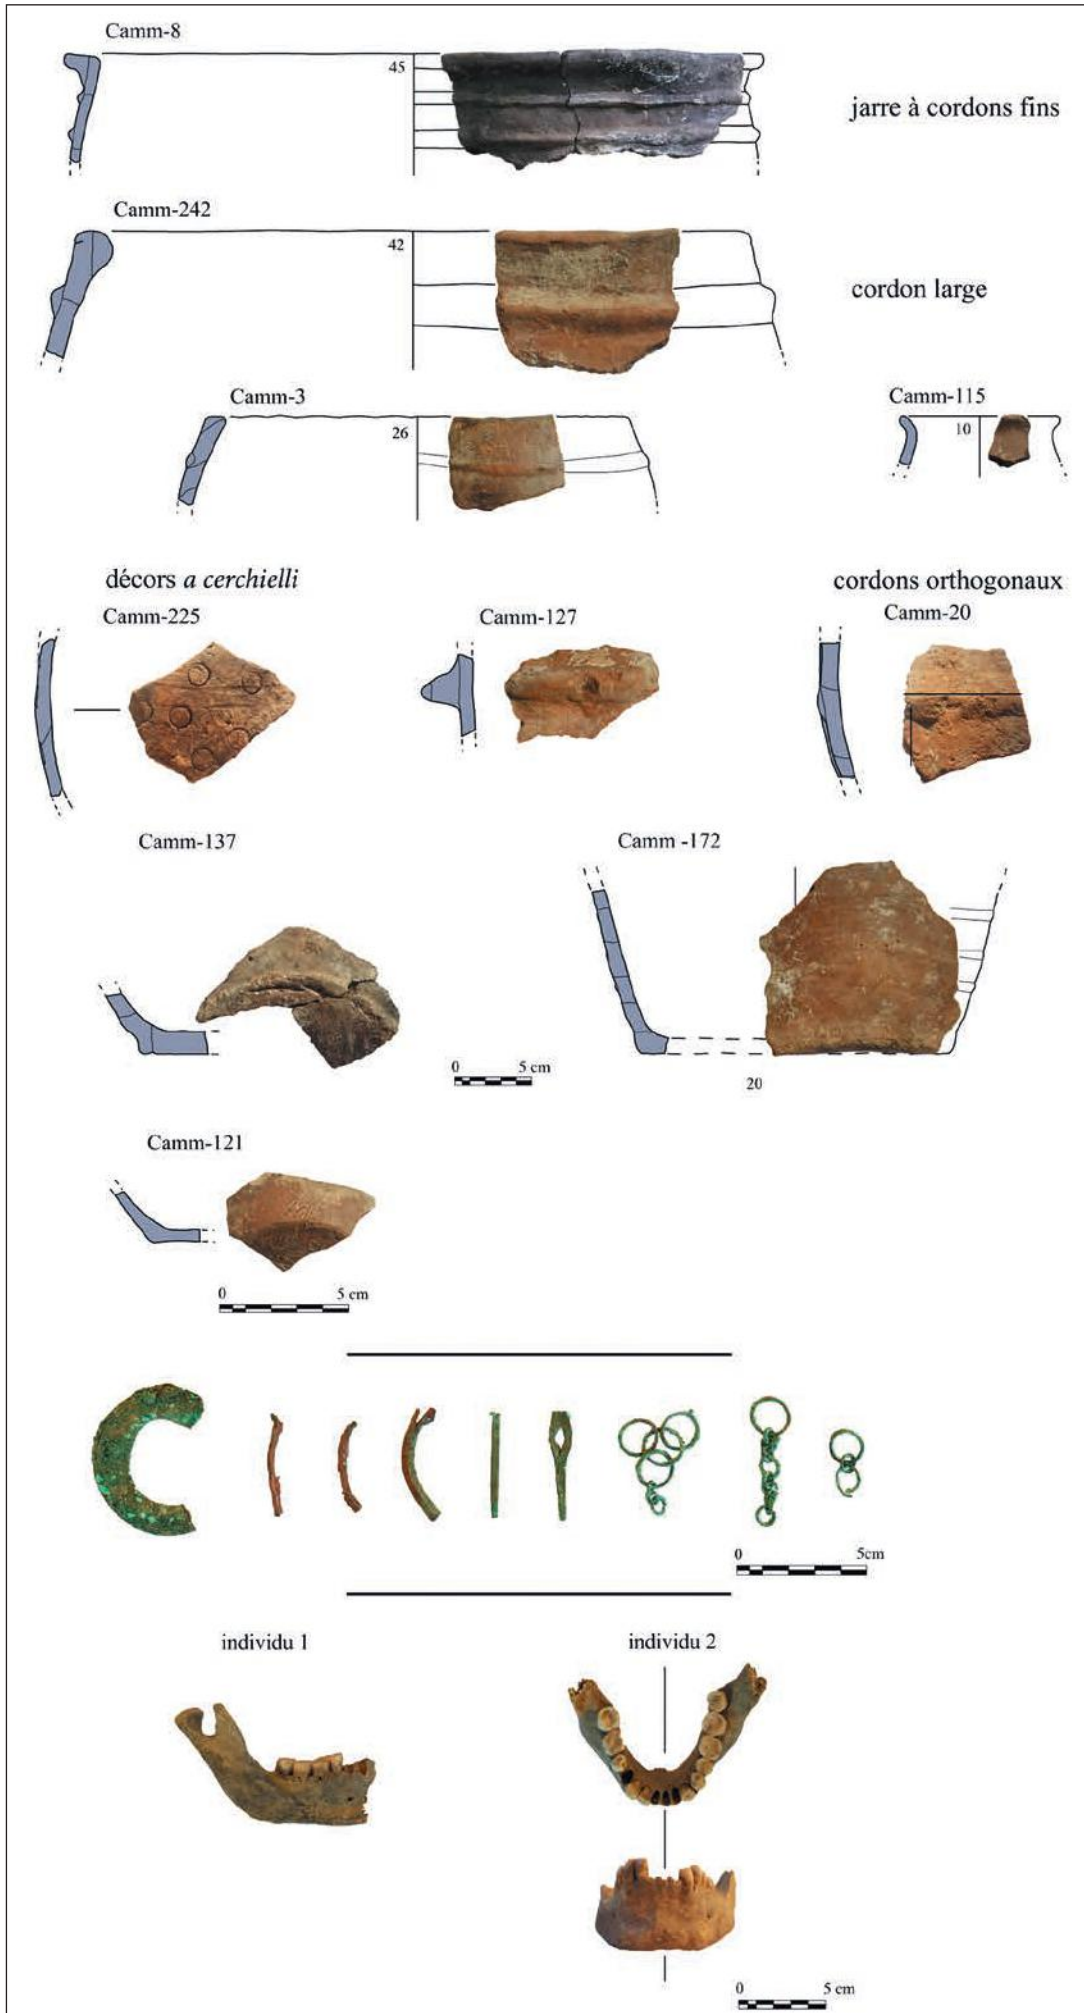 Camm-8
45
jarre à cordons fins
Camm-242
42
cordon large
Camm-3
26
Camm-115
10
décors a cerchielli
cordons orthogonaux
Camm-225
Camm-127
Camm-20
Camm-137
Camm -172
0 5 cm
20
Camm-121
0 5 cm
0 5cm
individu 1
individu 2
0 5 cm